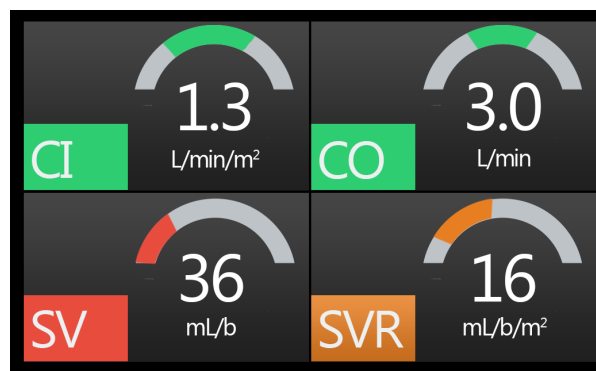 1.3
L/min/m²
CI
3.0
L/min
CO
36
mL/b
SV
16
mL/b/m²
SVR